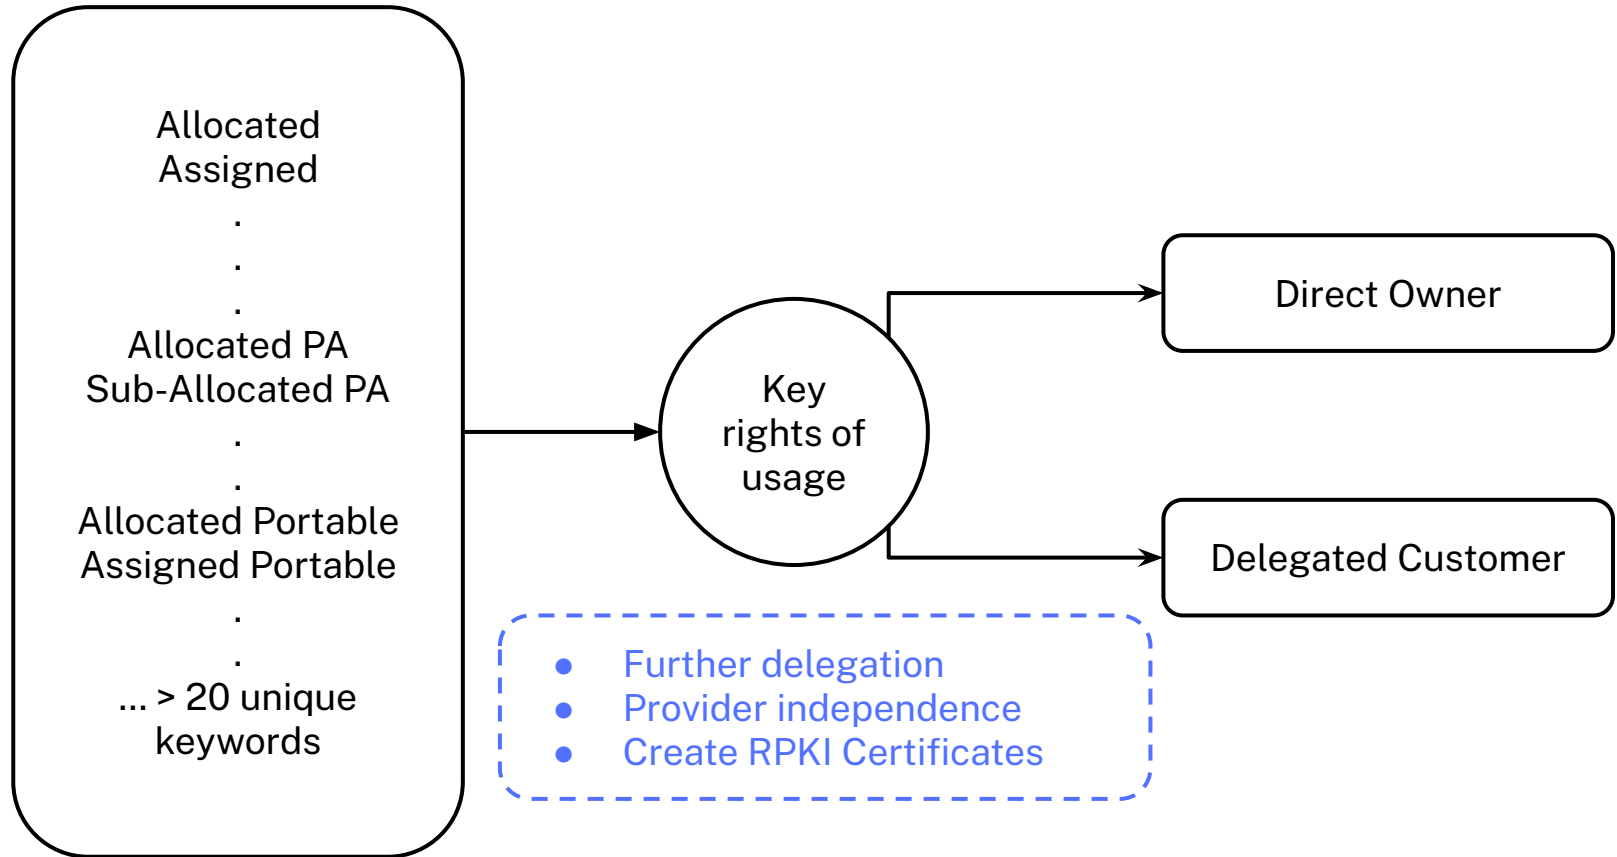 Allocated
Assigned
.
.
.
Allocated PA
Sub-Allocated PA
.
.
Allocated Portable
Assigned Portable
.
.
... > 20 unique
keywords
Key
rights of
usage
Direct Owner
Delegated Customer
● Further delegation
● Provider independence
● Create RPKI Certificates